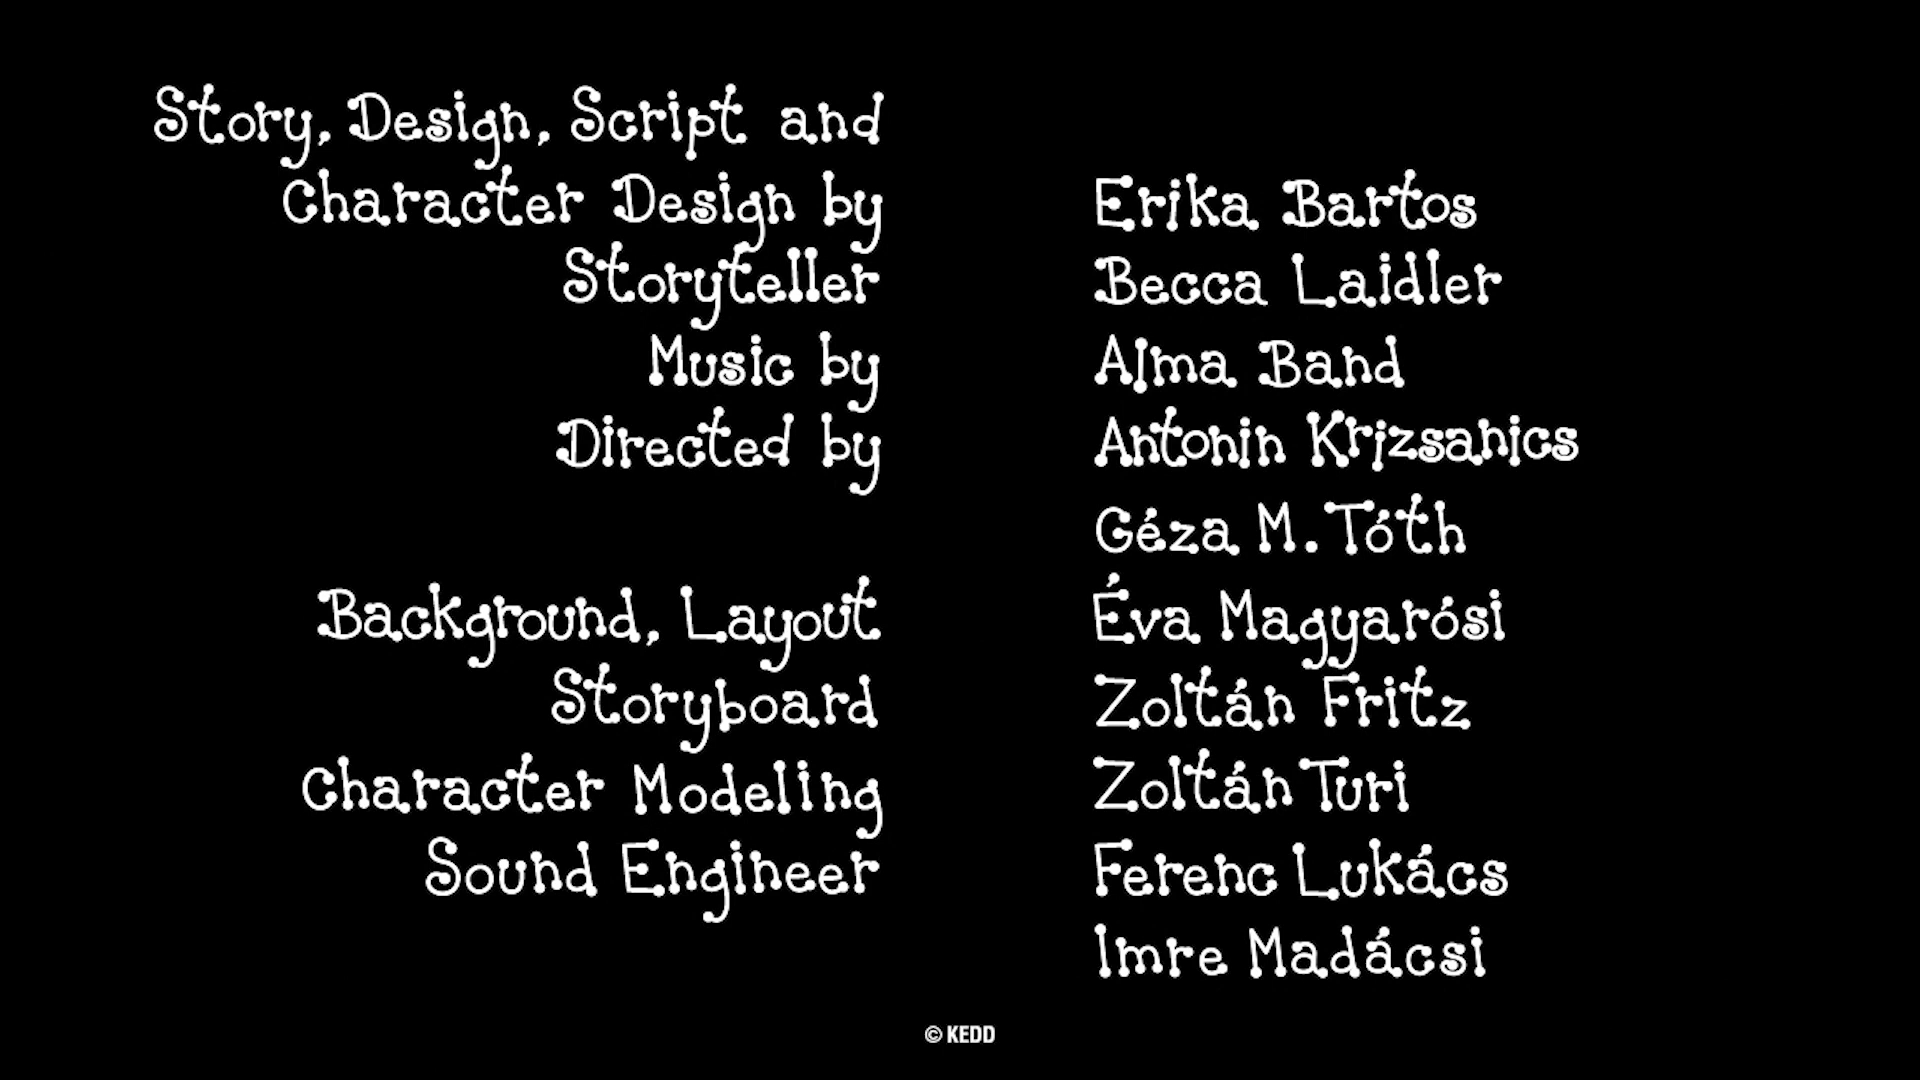 Story, Design, Script and
Character Design by Erika Bartos
Storyteller Becca Laidler
Music by Alma Band
Directed by Antonin Krizsanics
Géza M. Tóth
Background, Layout Éva Magyarósi
Storyboard Zoltán Fritz
Character Modeling Zoltán Turi
Sound Engineer Ferenc Lukács
Imre Madácsi
© KEDD